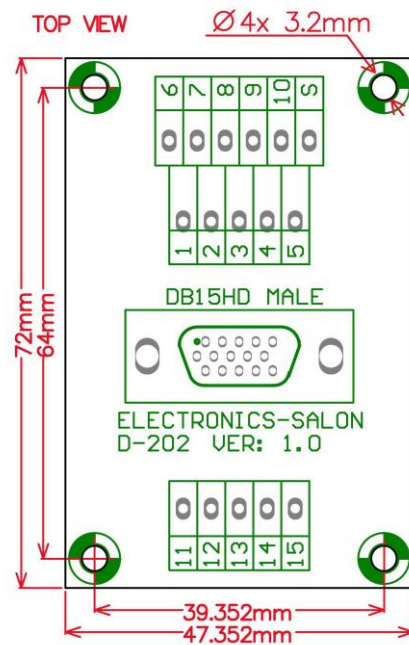 TOP VIEW
Ø4x 3.2mm
6 7 8 9 10 S
1 2 3 4 5
DB15HD MALE
72mm
64mm
ELECTRONICS-SALON
D-202 VER: 1.0
11 12 13 14 15
39.352mm
47.352mm